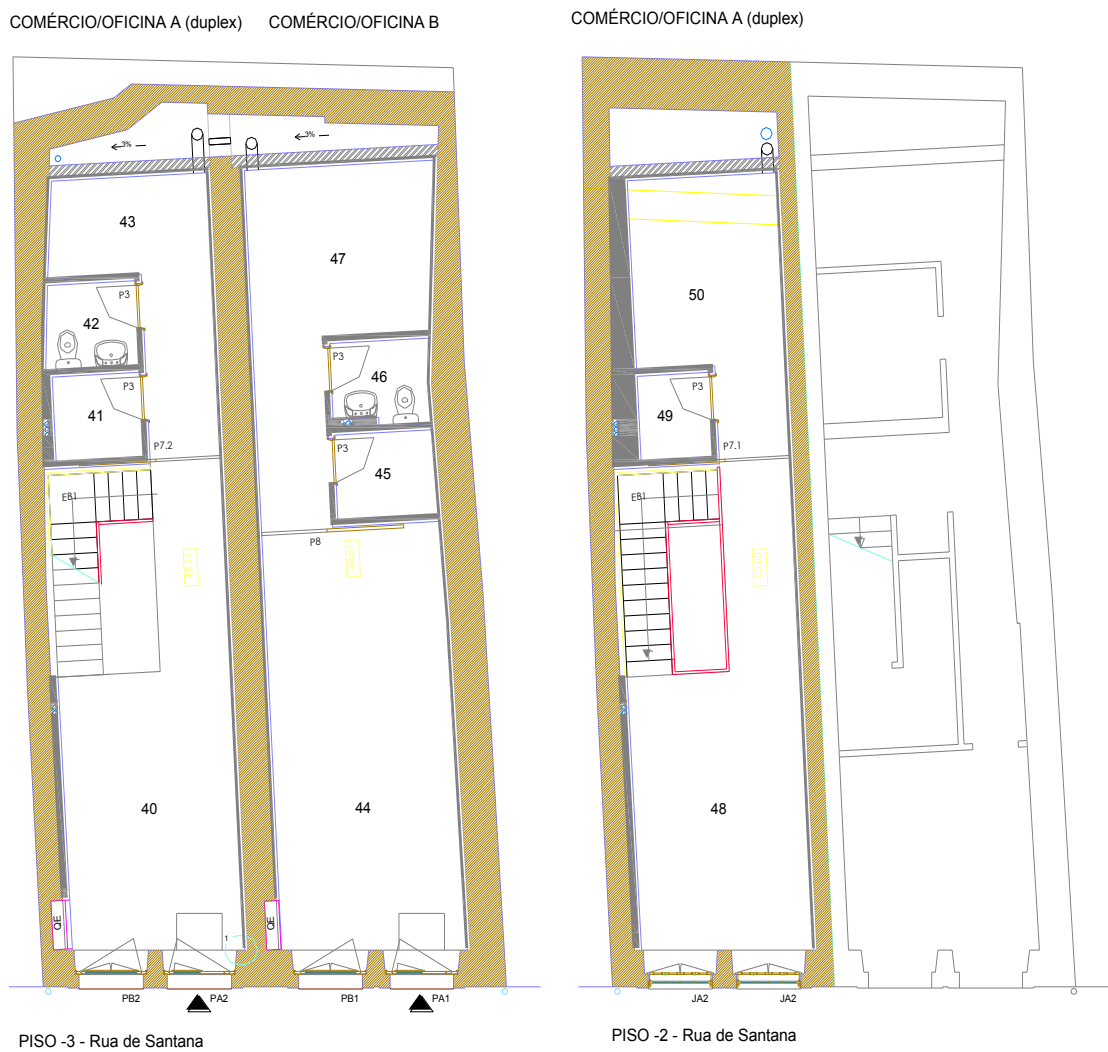 COMÉRCIO/OFICINA A (duplex) COMÉRCIO/OFICINA B COMÉRCIO/OFICINA A (duplex)
3% 3%
43
47
50
P3
42
P3
46
P3
P3
41
49
P7.2
P3
P7.1
45
EB1
EB1
P8
40
44
48
QE
QE
1
PB2 PA2 PB1 PA1 JA2 JA2
PISO -3 - Rua de Santana
PISO -2 - Rua de Santana